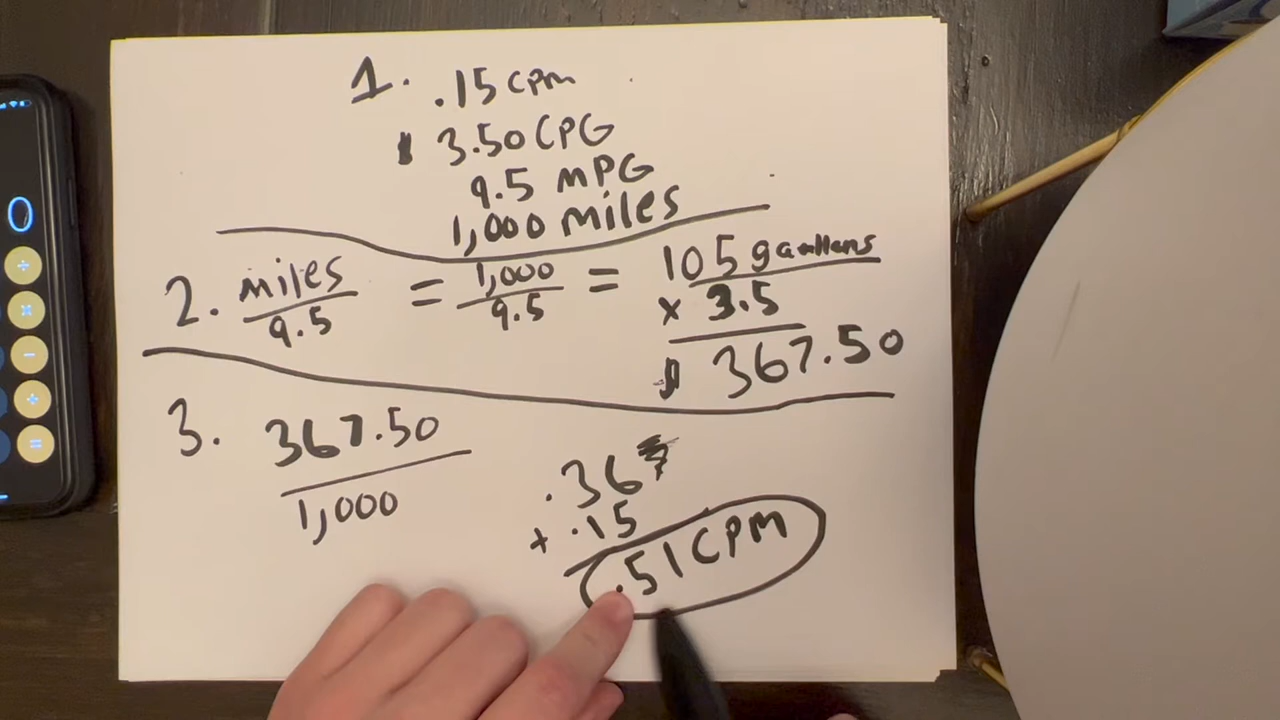 1. .15 CPM
$ 3.50 CPG
9.5 MPG
1,000 miles
2. miles / 9.5 = 1,000 / 9.5 = 105 gallons
x 3.5
$ 367.50
3. 367.50 / 1,000
.36
+ .15
.51 CPM
0
÷
×
−
+
=